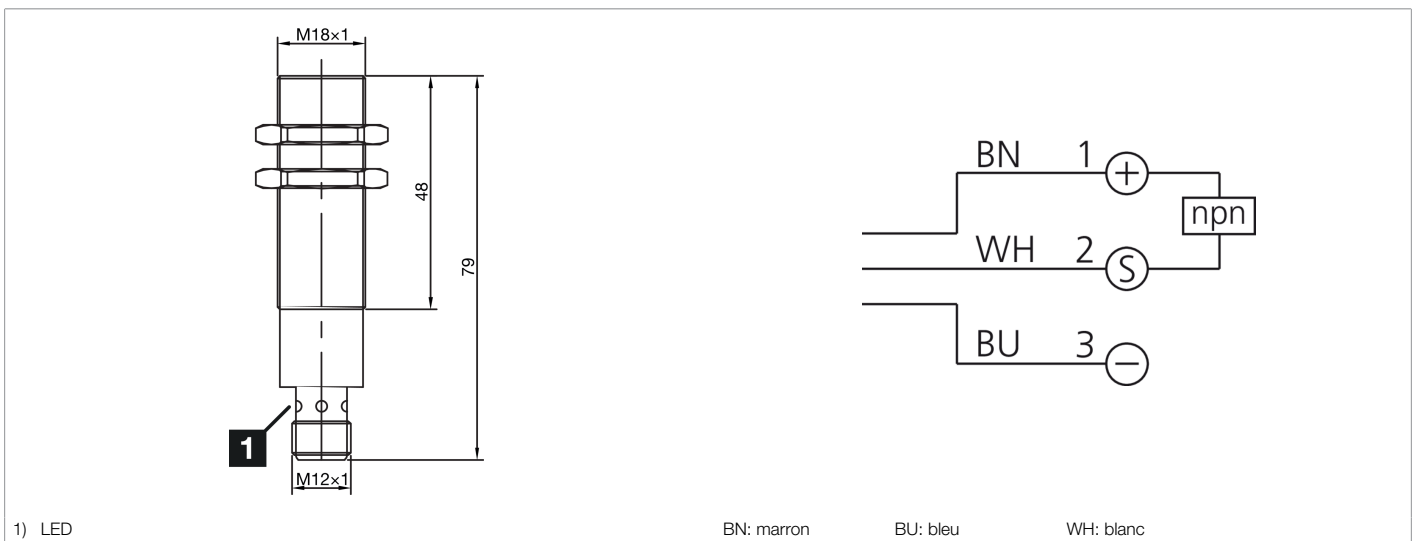 M18×1
48
79
1
M12×1
BN 1 +
npn
WH 2 S
BU 3 −
1) LED
BN: marron BU: bleu WH: blanc